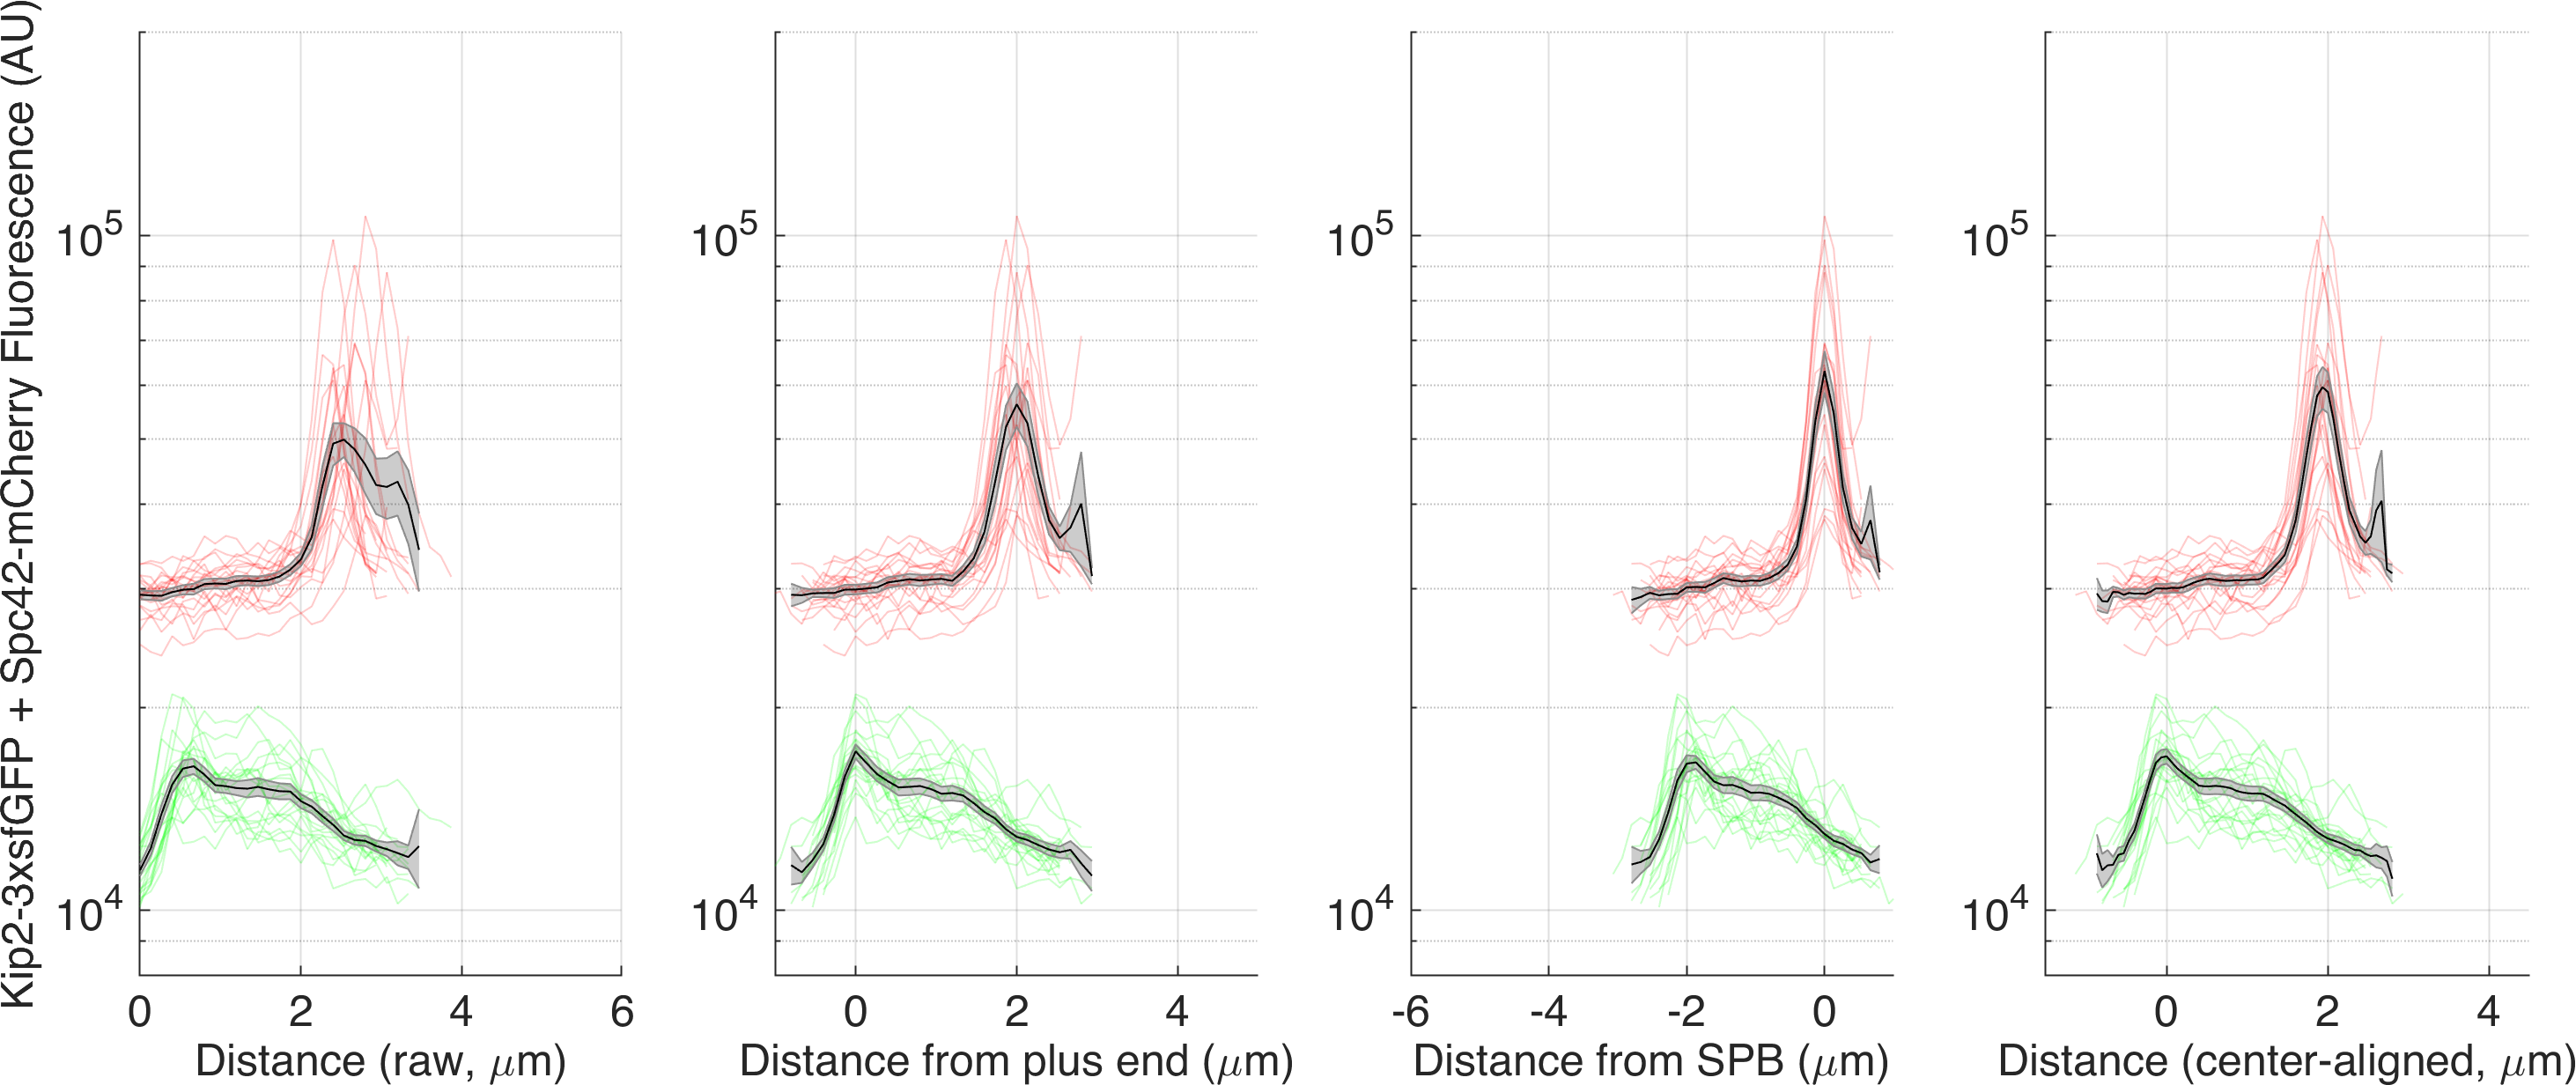 Kip2-3xsfGFP + Spc42-mCherry Fluorescence (AU)
10^5
10^4
0 2 4 6
Distance (raw, μm)
10^5
10^4
0 2 4
Distance from plus end (μm)
10^5
10^4
-6 -4 -2 0
Distance from SPB (μm)
10^5
10^4
0 2 4
Distance (center-aligned, μm)